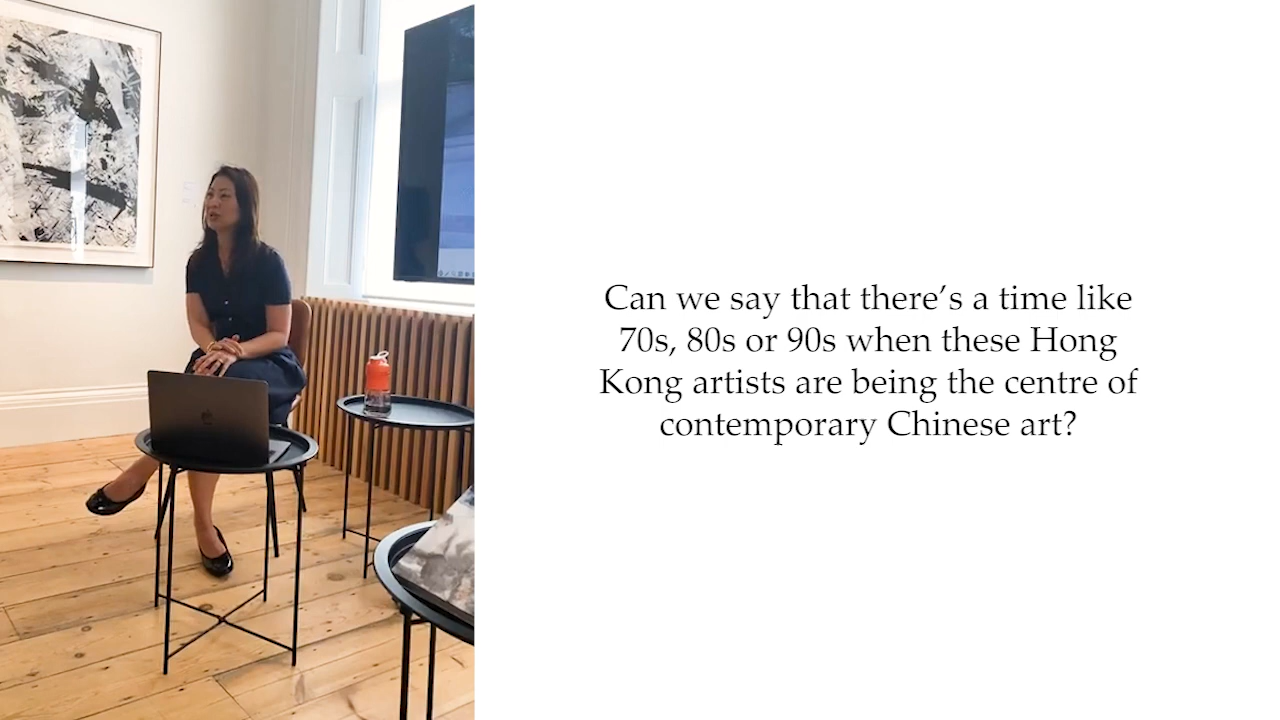 Can we say that there’s a time like
70s, 80s or 90s when these Hong
Kong artists are being the centre of
contemporary Chinese art?